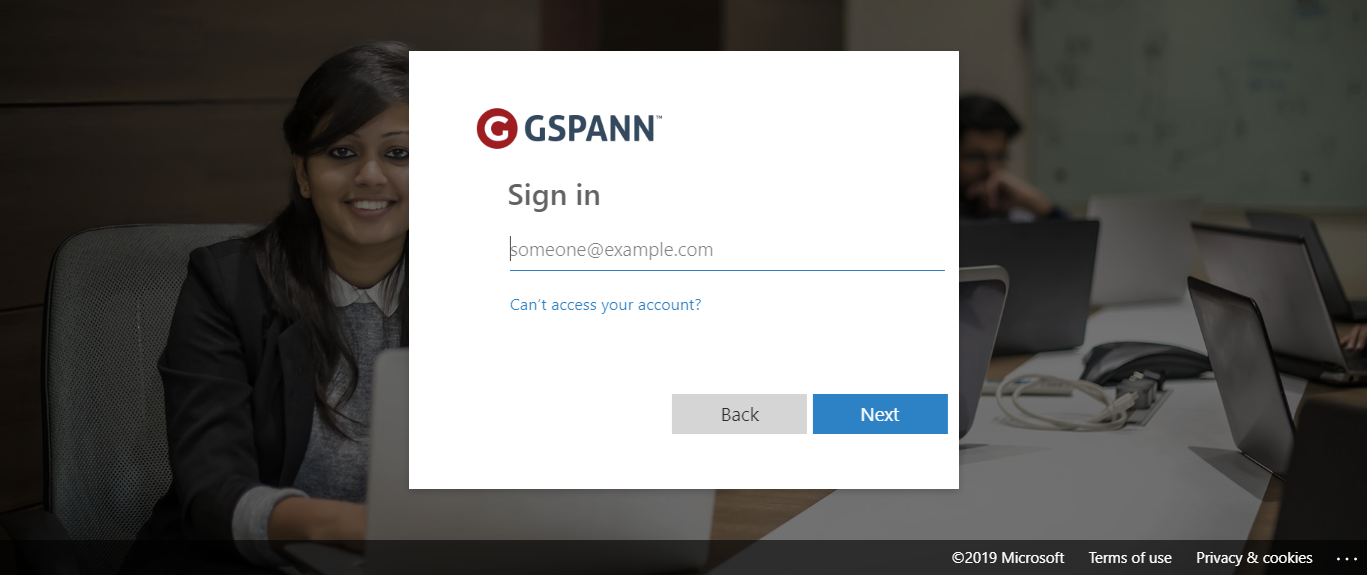 GSPANN™
Sign in
someone@example.com
Can't access your account?
Back
Next
©2019 Microsoft Terms of use Privacy & cookies ...